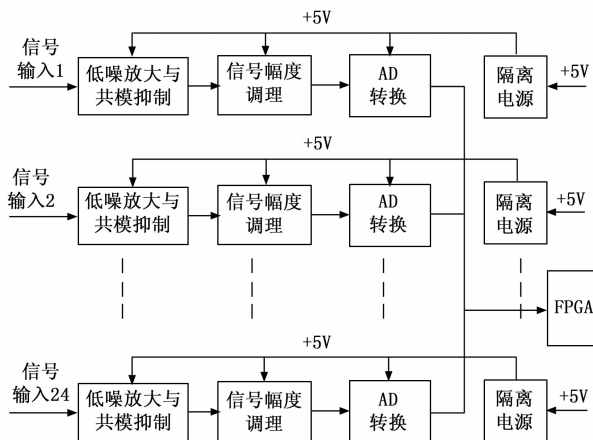 +5V
信号
输入1
低噪放大与
共模抑制
信号幅度
调理
AD
转换
隔离
电源
+5V
+5V
信号
输入2
低噪放大与
共模抑制
信号幅度
调理
AD
转换
隔离
电源
+5V
FPGA
+5V
信号
输入24
低噪放大与
共模抑制
信号幅度
调理
AD
转换
隔离
电源
+5V